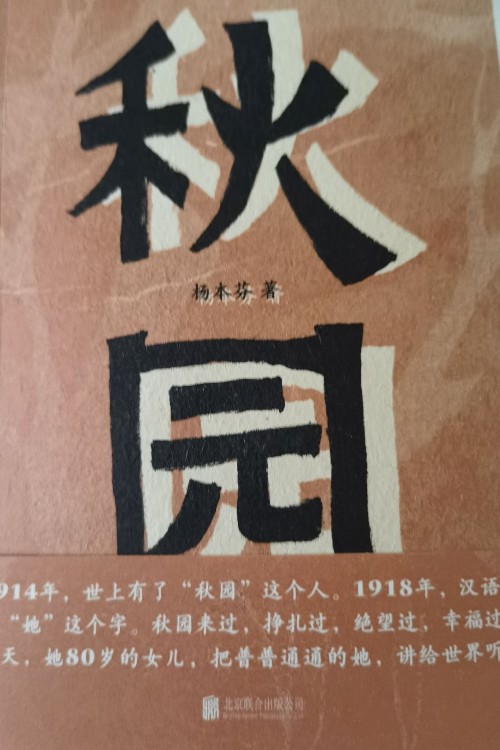 秋
杨本芬 著
园
914年，世上有了“秋园”这个人。1918年，汉语
“她”这个字。秋园来过，挣扎过，绝望过，幸福过
天，她80岁的女儿，把普普通通的她，讲给世界听
北京联合出版公司